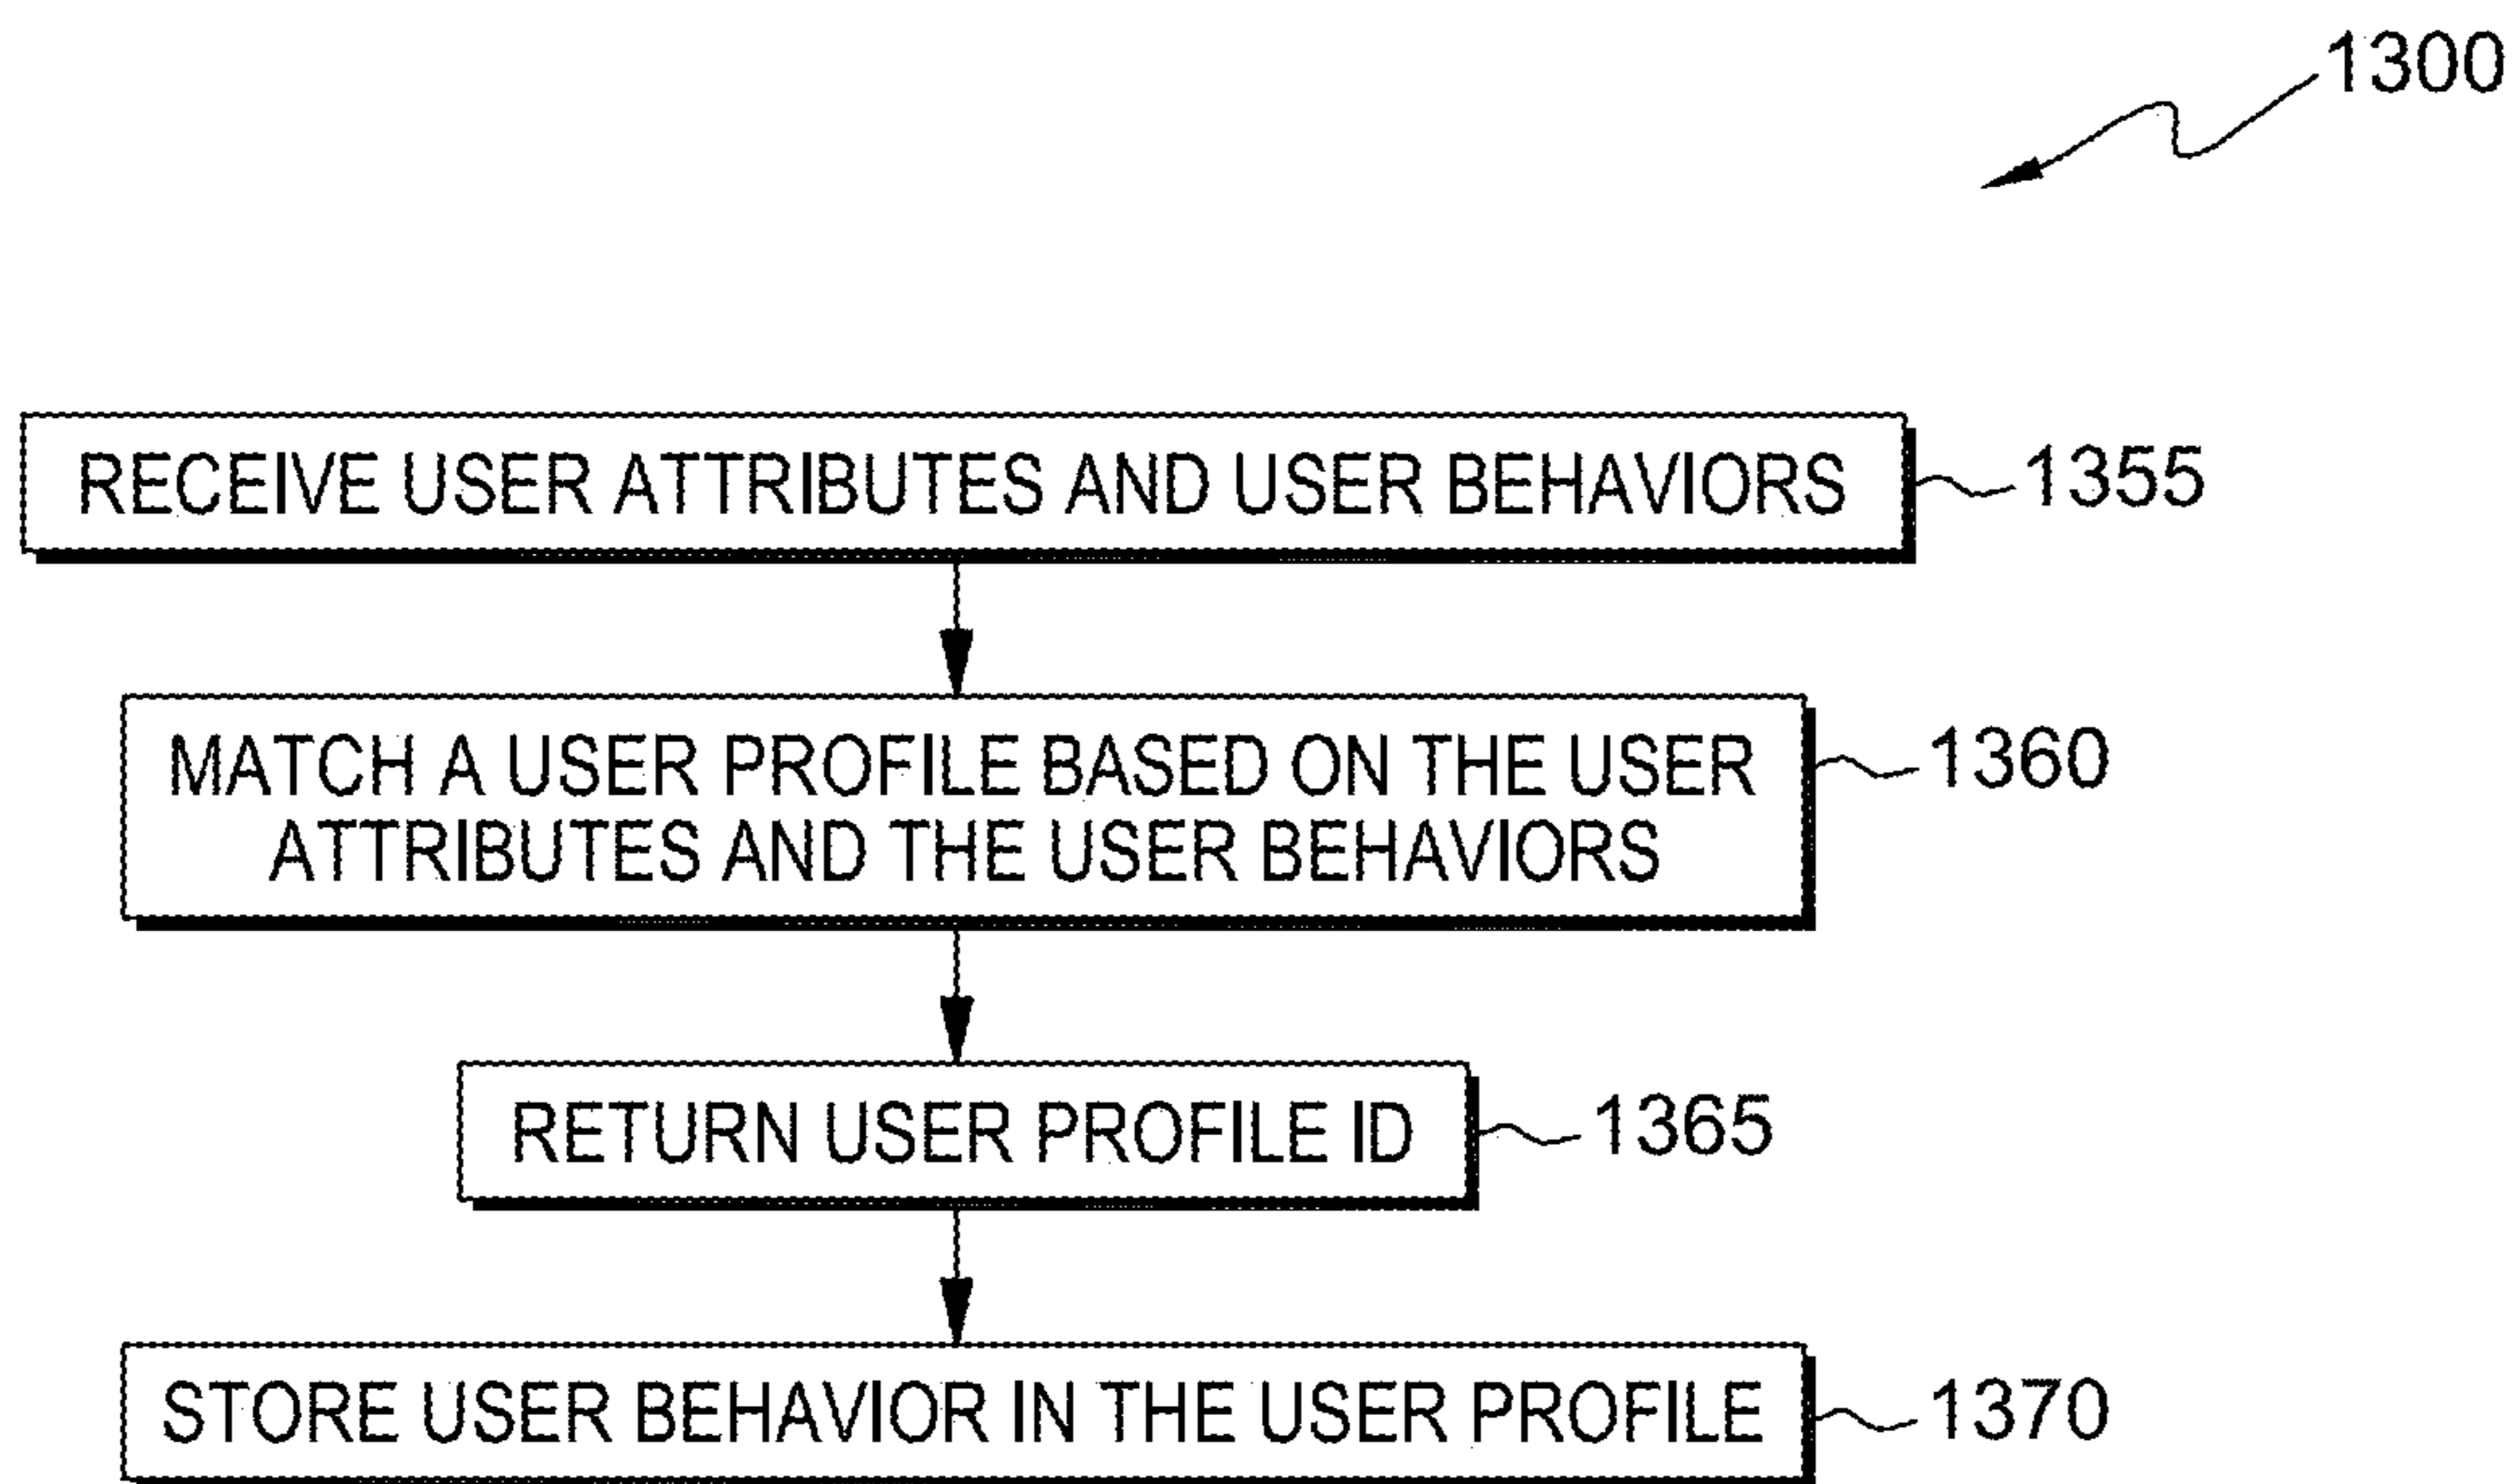 1300
RECEIVE USER ATTRIBUTES AND USER BEHAVIORS
1355
MATCH A USER PROFILE BASED ON THE USER
ATTRIBUTES AND THE USER BEHAVIORS
1360
RETURN USER PROFILE ID
1365
STORE USER BEHAVIOR IN THE USER PROFILE
1370